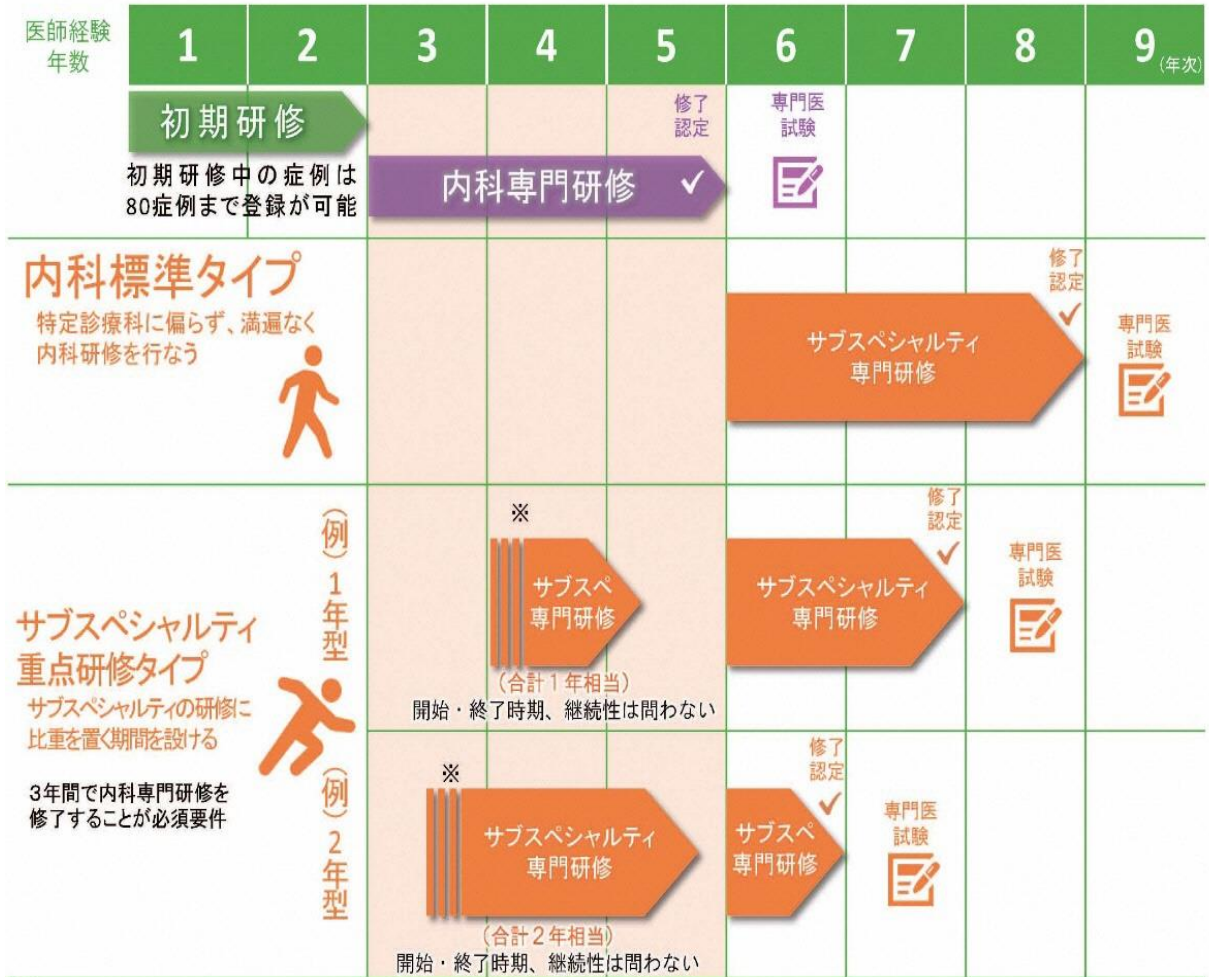 医師経験
年数
1 2 3 4 5 6 7 8 9(年次)
初期研修
初期研修中の症例は
80症例まで登録が可能
内科専門研修
修了
認定
専門医
試験
内科標準タイプ
特定診療科に偏らず、満遍なく
内科研修を行なう
サブスペシャルティ
専門研修
修了
認定
専門医
試験
サブスペシャルティ
重点研修タイプ
サブスペシャルティの研修に
比重を置く期間を設ける
3年間で内科専門研修を
修了することが必須要件
(例)1年型
※
サブスペ
専門研修
(合計1年相当)
開始・終了時期、継続性は問わない
サブスペシャルティ
専門研修
修了
認定
専門医
試験
(例)2年型
※
サブスペシャルティ
専門研修
(合計2年相当)
開始・終了時期、継続性は問わない
サブスペ
専門研修
修了
認定
専門医
試験